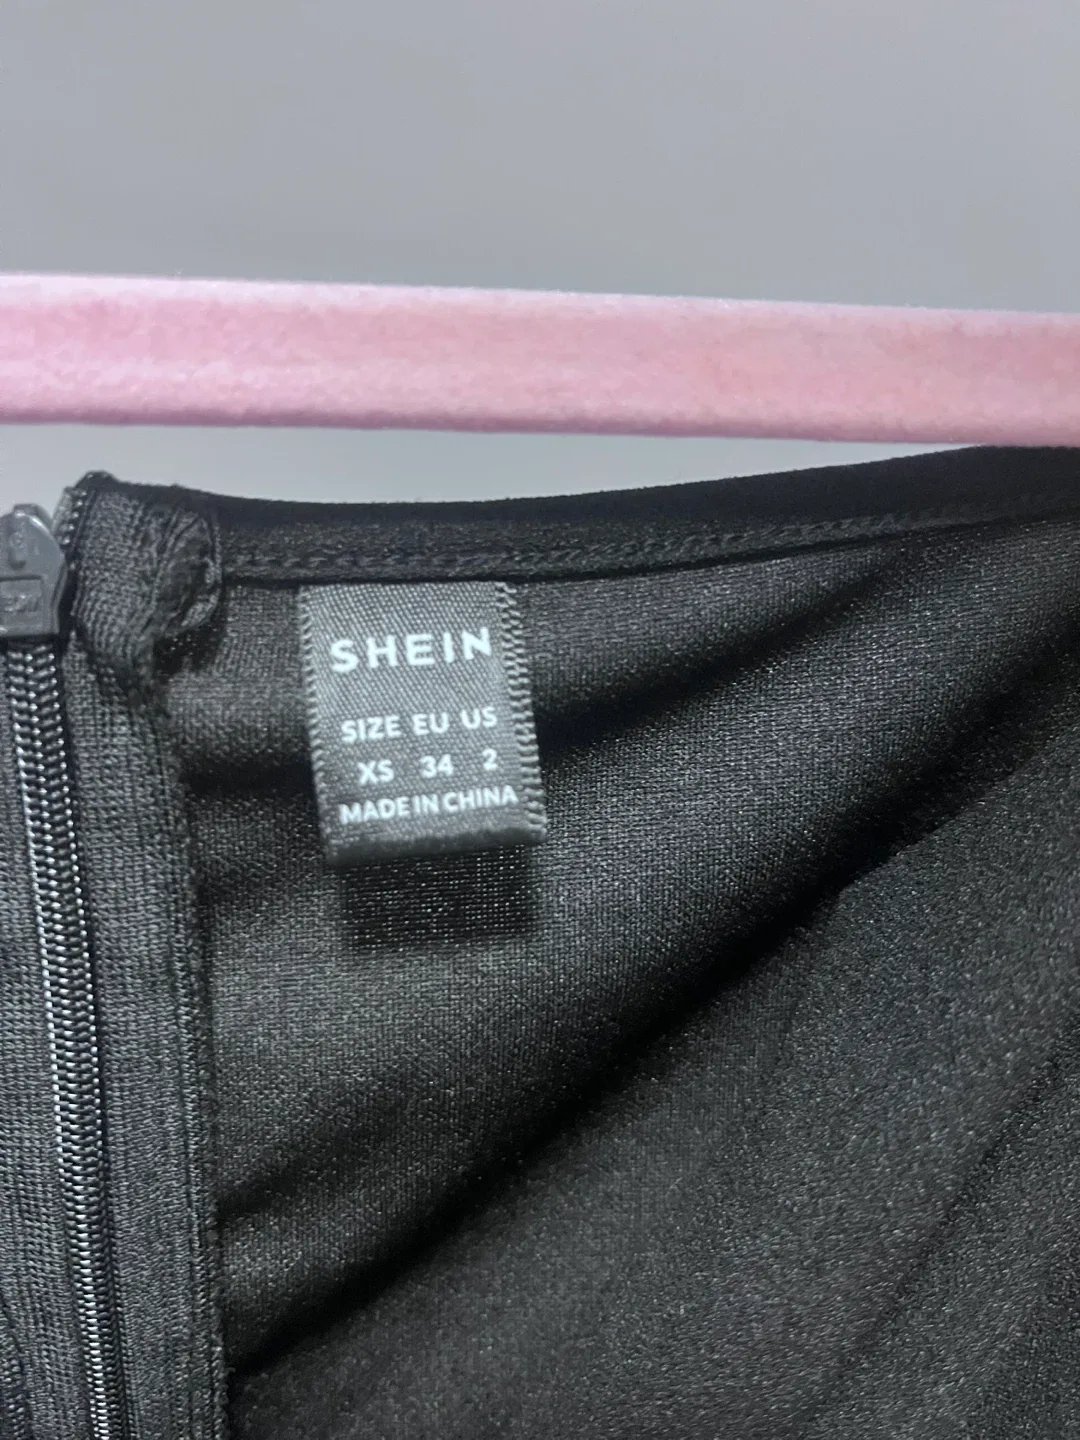 SHEIN
SIZE EU US
XS 34 2
MADE IN CHINA